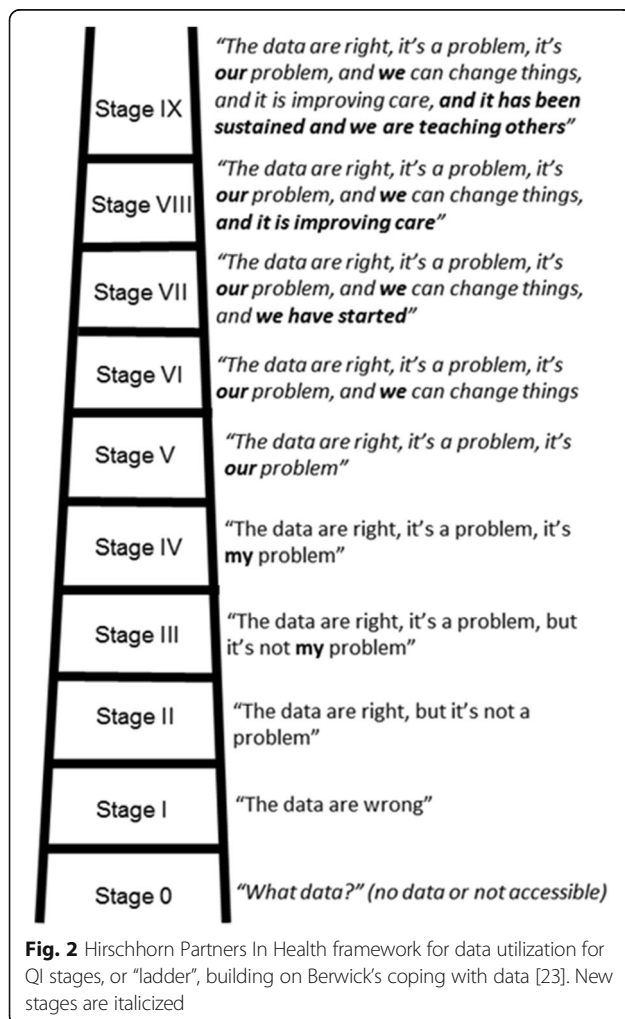 Stage IX
"The data are right, it's a problem, it's
our problem, and we can change things,
and it is improving care, and it has been
sustained and we are teaching others"
Stage VIII
"The data are right, it's a problem, it's
our problem, and we can change things,
and it is improving care"
Stage VII
"The data are right, it's a problem, it's
our problem, and we can change things,
and we have started"
Stage VI
"The data are right, it's a problem, it's
our problem, and we can change things
Stage V
"The data are right, it's a problem, it's
our problem"
Stage IV
"The data are right, it's a problem, it's
my problem"
Stage III
"The data are right, it's a problem, but
it's not my problem"
Stage II
"The data are right, but it's not a
problem"
Stage I
"The data are wrong"
Stage 0
"What data?" (no data or not accessible)
Fig. 2 Hirschhorn Partners In Health framework for data utilization for
QI stages, or "ladder", building on Berwick's coping with data [23]. New
stages are italicized